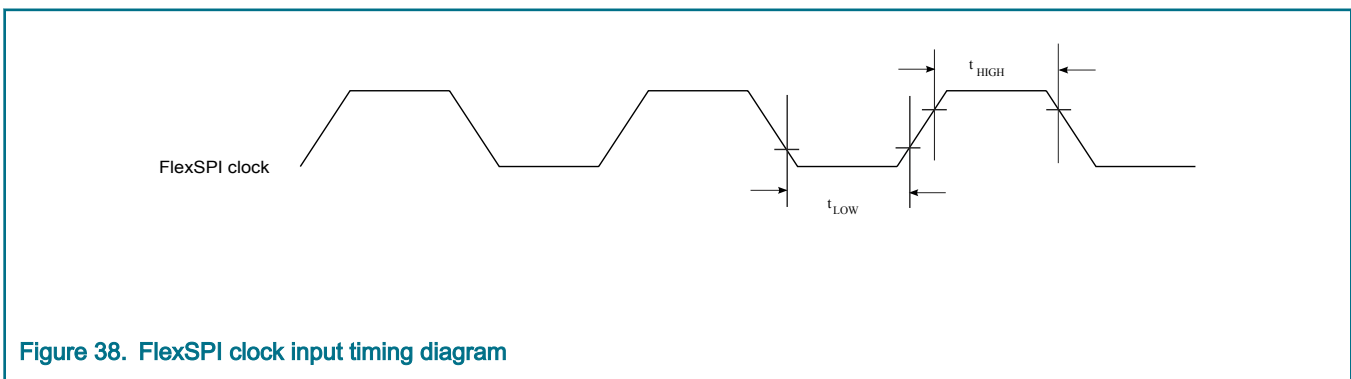 t HIGH
FlexSPI clock
t LOW
Figure 38. FlexSPI clock input timing diagram